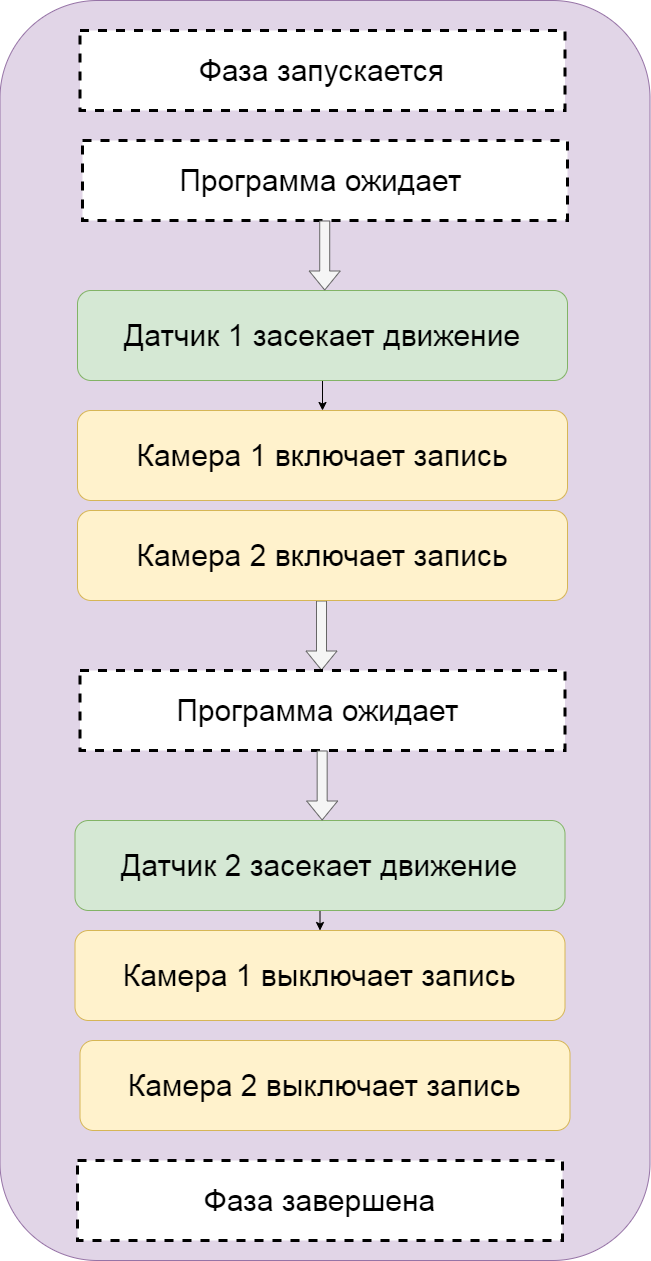 Фаза запускается
Программа ожидает
Датчик 1 засекает движение
Камера 1 включает запись
Камера 2 включает запись
Программа ожидает
Датчик 2 засекает движение
Камера 1 выключает запись
Камера 2 выключает запись
Фаза завершена